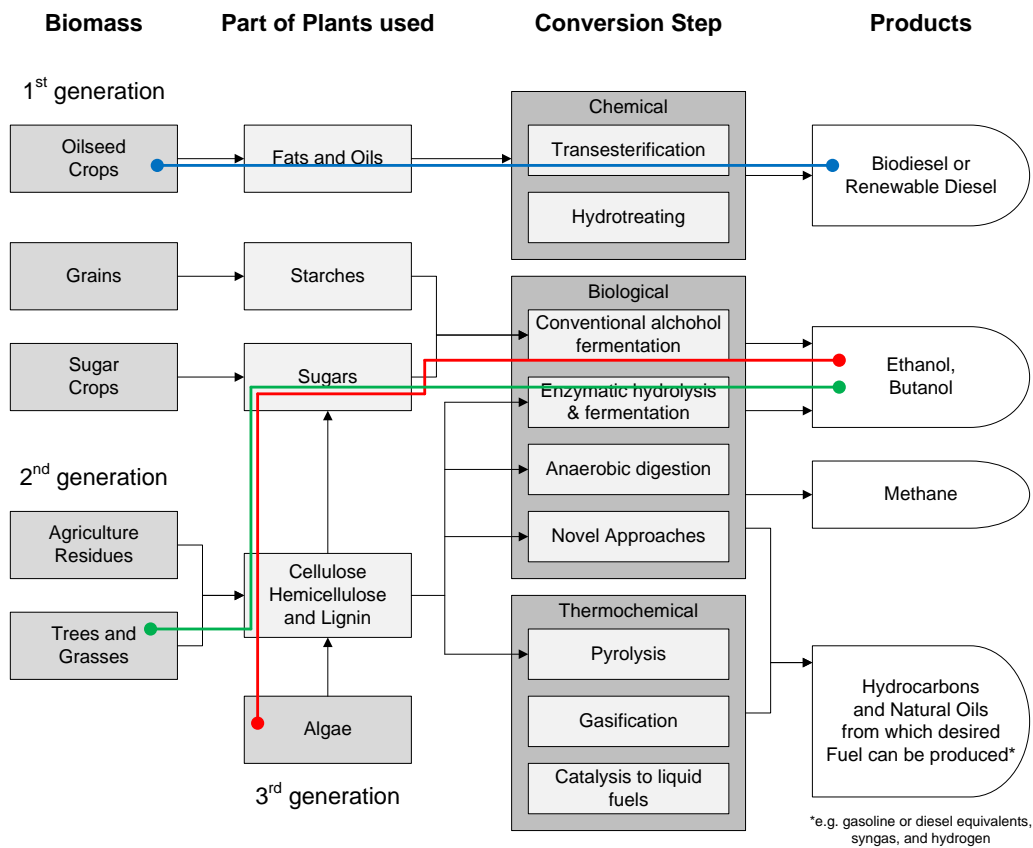 Biomass
Part of Plants used
Conversion Step
Products
1st generation
Oilseed
Crops
Fats and Oils
Chemical
Transesterification
Hydrotreating
Biodiesel or
Renewable Diesel
Grains
Starches
Sugar
Crops
Sugars
Biological
Conventional alchohol
fermentation
Enzymatic hydrolysis
& fermentation
Anaerobic digestion
Novel Approaches
Ethanol,
Butanol
Methane
2nd generation
Agriculture
Residues
Trees and
Grasses
Cellulose
Hemicellulose
and Lignin
Algae
3rd generation
Thermochemical
Pyrolysis
Gasification
Catalysis to liquid
fuels
Hydrocarbons
and Natural Oils
from which desired
Fuel can be produced*
*e.g. gasoline or diesel equivalents,
syngas, and hydrogen